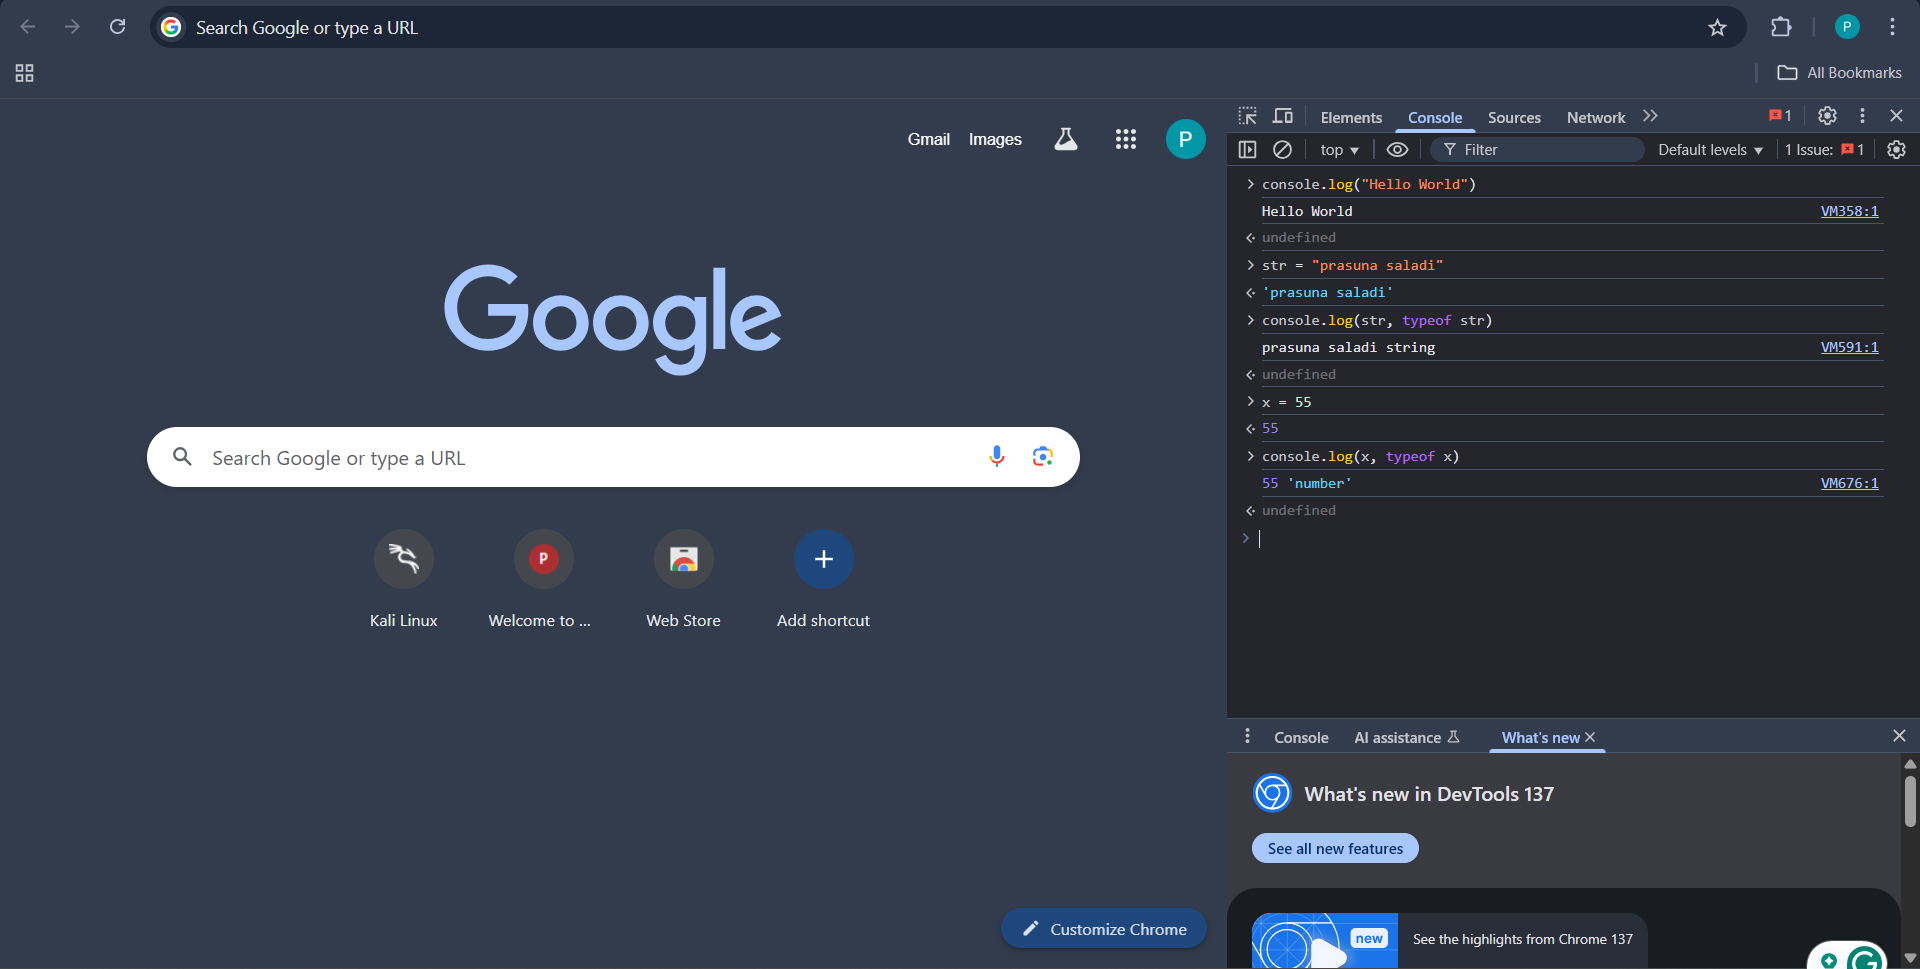 Search Google or type a URL
P
All Bookmarks
Gmail Images
P
Google
Search Google or type a URL
P
Kali Linux
Welcome to ...
Web Store
Add shortcut
Customize Chrome
Elements Console Sources Network 1
top Filter Default levels 1 Issue: 1
console.log("Hello World")
Hello World VM358:1
undefined
str = "prasuna saladi"
'prasuna saladi'
console.log(str, typeof str)
prasuna saladi string VM591:1
undefined
x = 55
55
console.log(x, typeof x)
55 'number' VM676:1
undefined
Console AI assistance What's new
What's new in DevTools 137
See all new features
new
See the highlights from Chrome 137